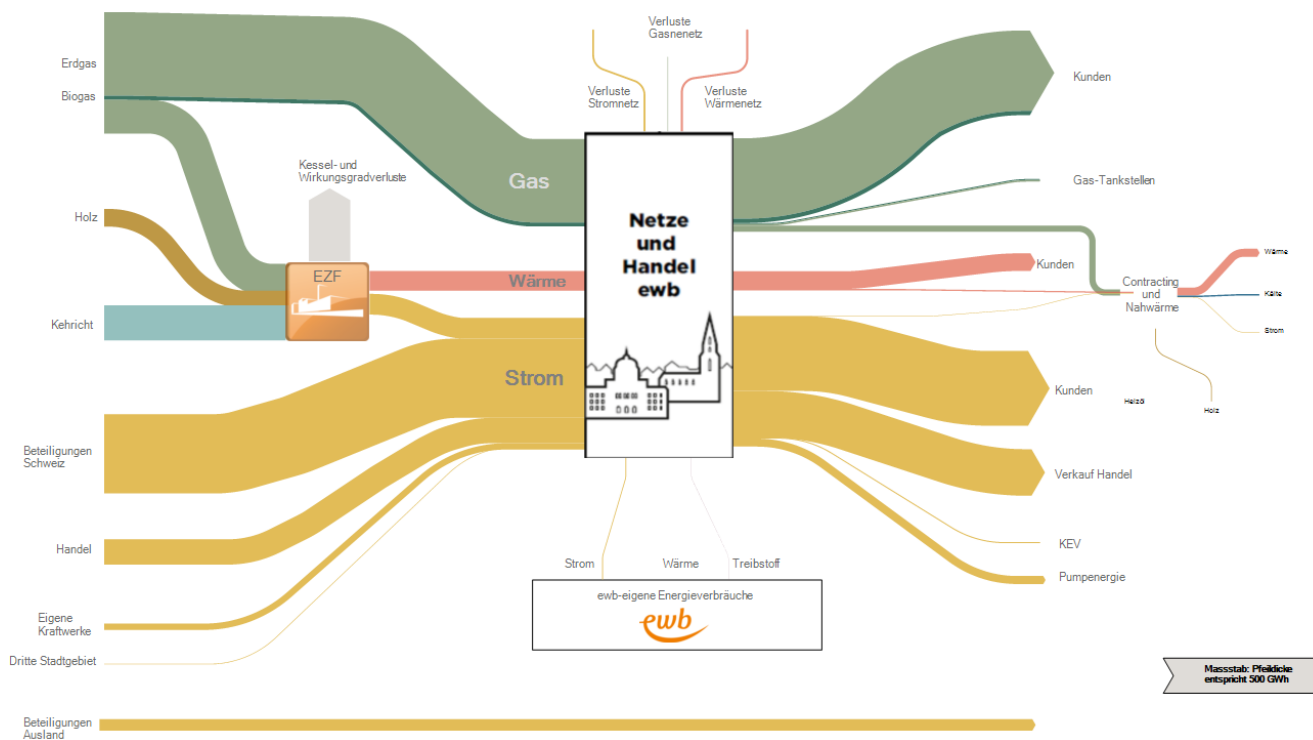 Erdgas
Biogas
Holz
Kehricht
Beteiligungen
Schweiz
Handel
Eigene
Kraftwerke
Dritte Stadtgebiet
Beteiligungen
Ausland
Kessel- und
Wirkungsgradverluste
EZF
Gas
Wärme
Strom
Verluste
Gasnenetz
Verluste
Stromnetz
Verluste
Wärmenetz
Netze
und
Handel
ewb
Strom
Wärme
Treibstoff
ewb-eigene Energieverbräuche
ewb
Kunden
Gas-Tankstellen
Kunden
Contracting
und
Nahwärme
Wärme
Kälte
Strom
Heizöl
Holz
Kunden
Verkauf Handel
KEV
Pumpenergie
Massstab: Pfeildicke
entspricht 500 GWh